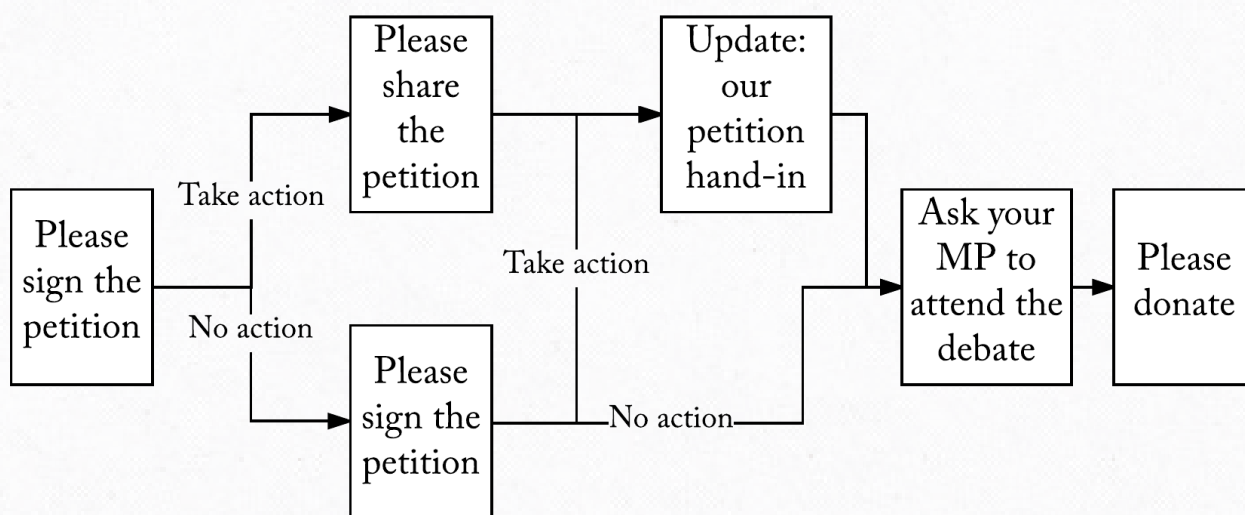 Please
sign the
petition
Take action
No action
Please
share
the
petition
Please
sign the
petition
Take action
No action
Update:
our
petition
hand-in
Ask your
MP to
attend the
debate
Please
donate